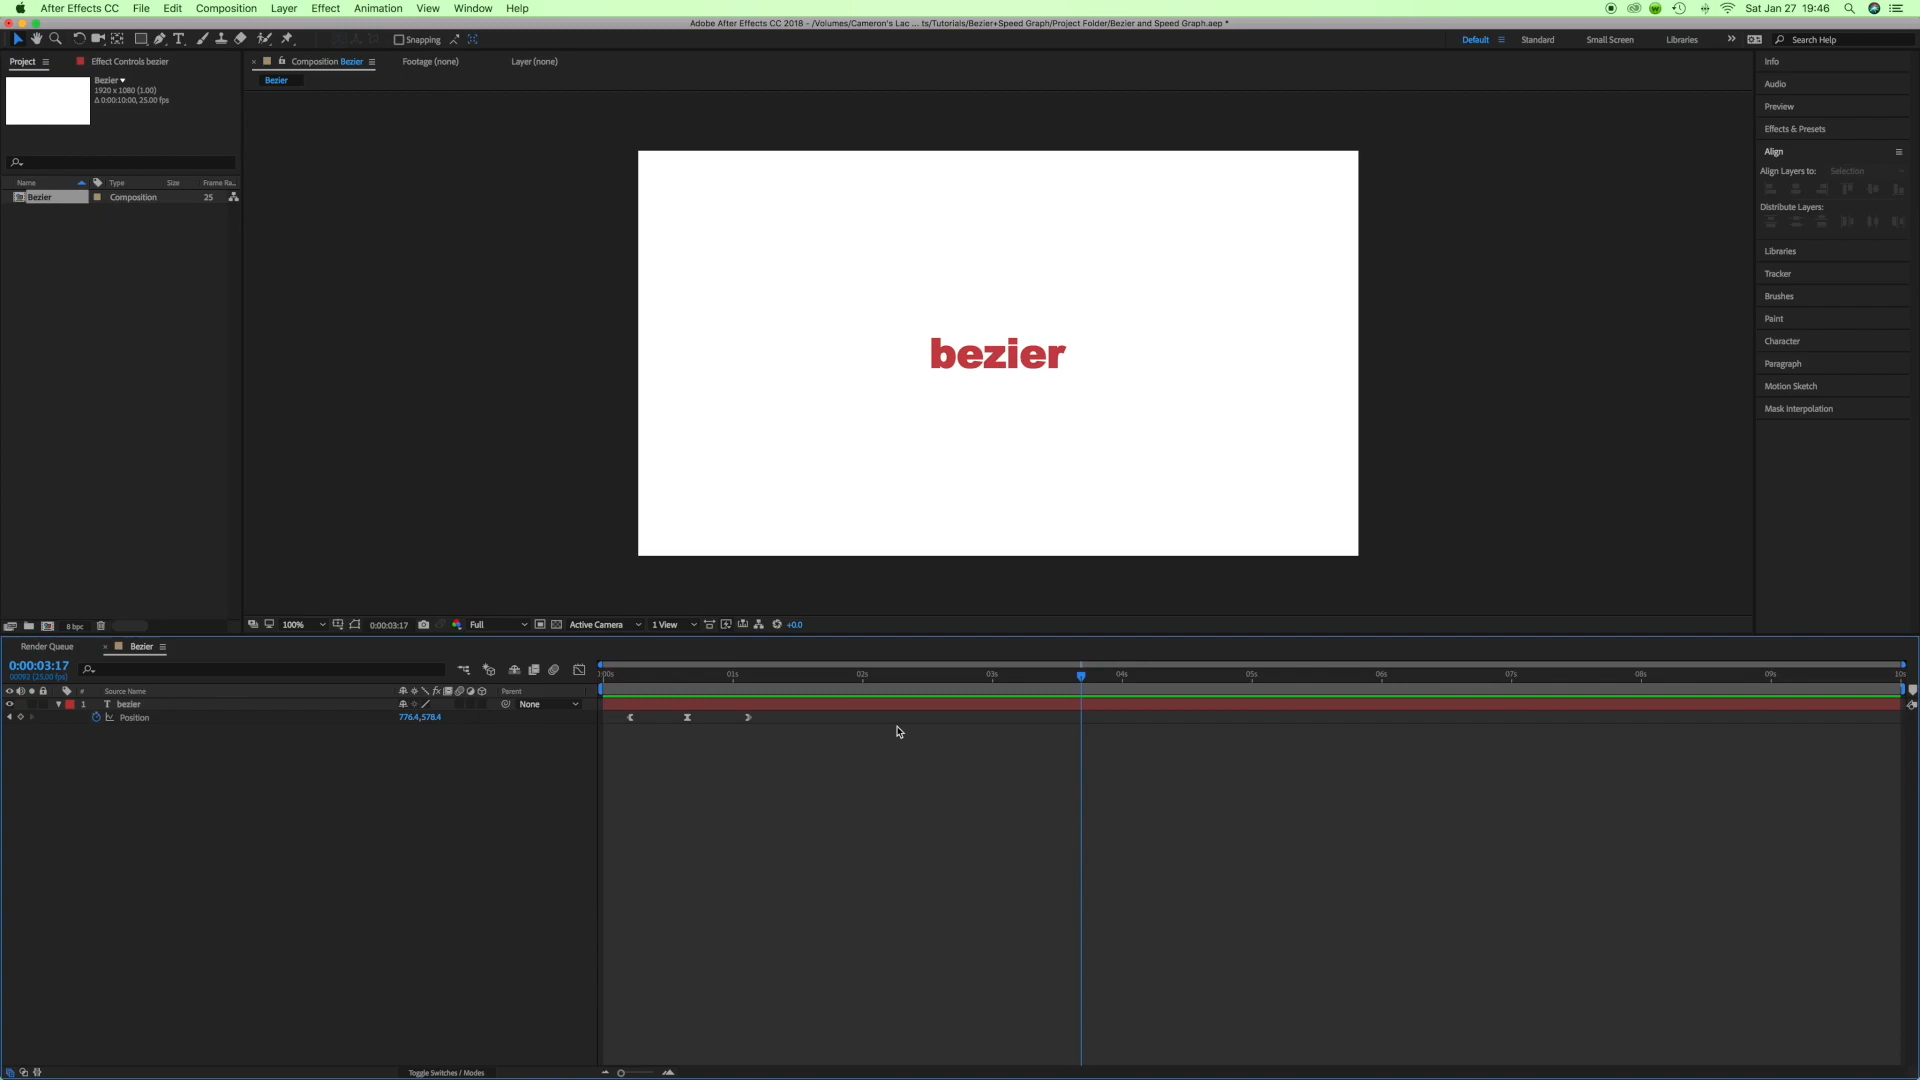 After Effects CC File Edit Composition Layer Effect Animation View Window Help Sat Jan 27 19:46
Adobe After Effects CC 2018 - /Volumes/Cameron's Lac ... ts/Tutorials/Bezier+Speed Graph/Project Folder/Bezier and Speed Graph.aep *
Snapping Default Standard Small Screen Libraries Search Help
Project Effect Controls bezier Composition Bezier Footage (none) Layer (none) Info
Bezier
1920 x 1080 (1.00)
Δ 0:00:10:00, 25.00 fps
Bezier
Audio
Preview
Effects & Presets
Align
Align Layers to: Selection
Distribute Layers:
Libraries
Tracker
Brushes
Paint
Character
Paragraph
Motion Sketch
Mask Interpolation
Name Type Size Frame Ra...
Bezier Composition 25
bezier
8 bpc 100% 0:00:03:17 Full Active Camera 1 View +0.0
Render Queue Bezier
0:00:03:17
00092 (25.00 fps)
:00s 01s 02s 03s 04s 05s 06s 07s 08s 09s 10s
# Source Name Parent
1 T bezier None
Position 776.4,578.4
Toggle Switches / Modes